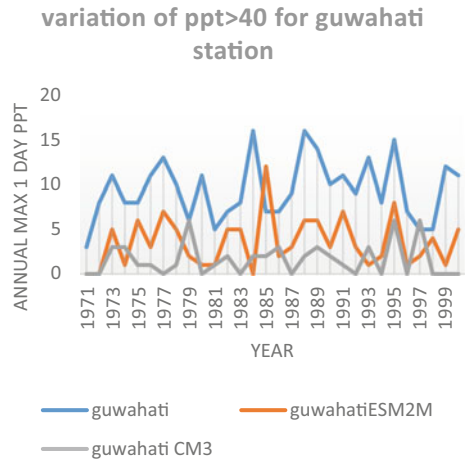 variation of ppt>40 for guwahati
station
ANNUAL MAX 1 DAY PPT
20
15
10
5
0
1971
1973
1975
1977
1979
1981
1983
1985
1987
1989
1991
1993
1995
1997
1999
YEAR
guwahati
guwahatiESM2M
guwahati CM3